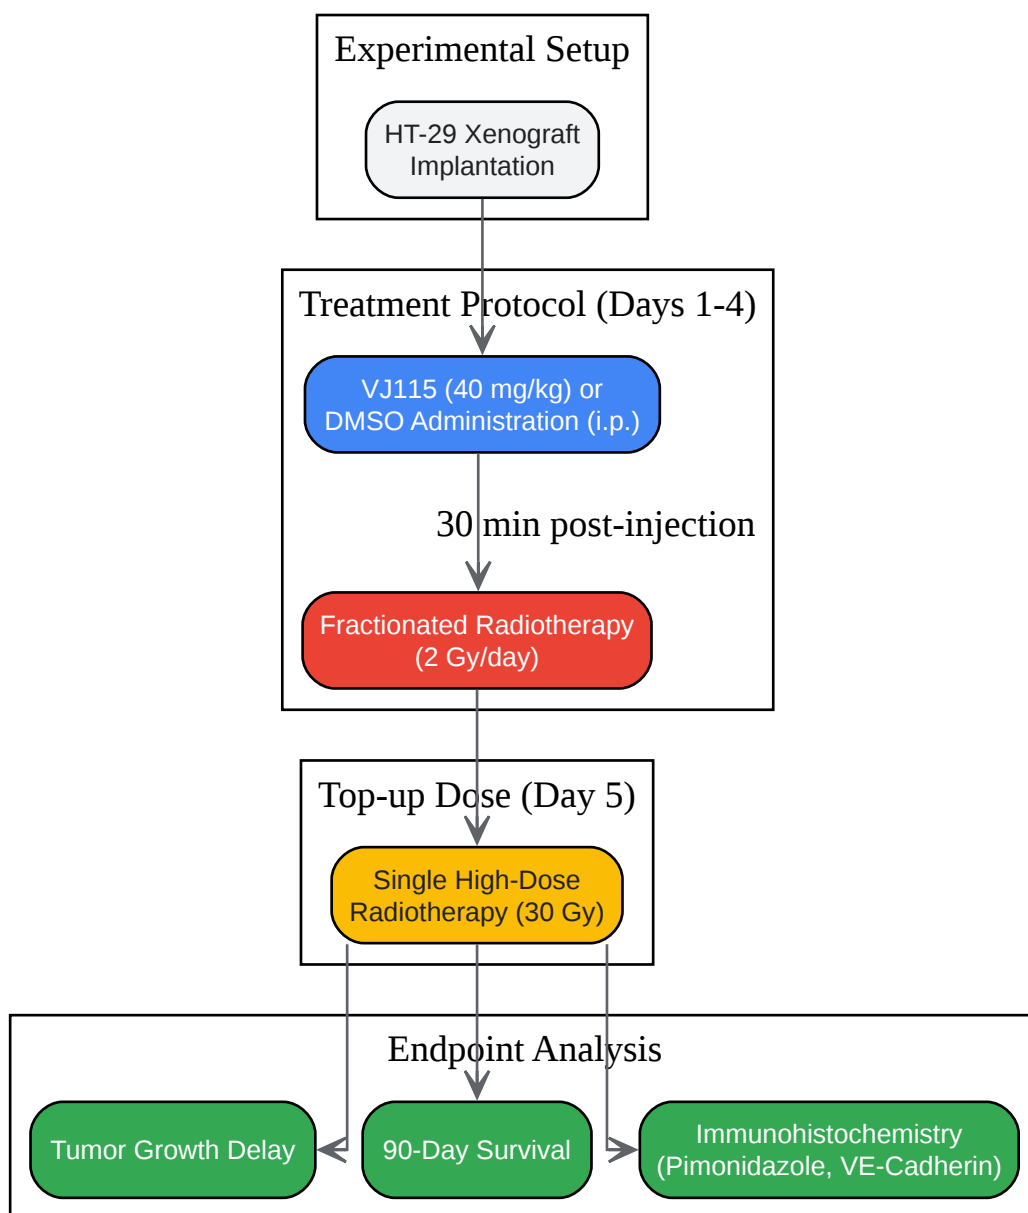 Experimental Setup
HT-29 Xenograft
Implantation
Treatment Protocol (Days 1-4)
VJ115 (40 mg/kg) or
DMSO Administration (i.p.)
30 min post-injection
Fractionated Radiotherapy
(2 Gy/day)
Top-up Dose (Day 5)
Single High-Dose
Radiotherapy (30 Gy)
Endpoint Analysis
Tumor Growth Delay
90-Day Survival
Immunohistochemistry
(Pimonidazole, VE-Cadherin)